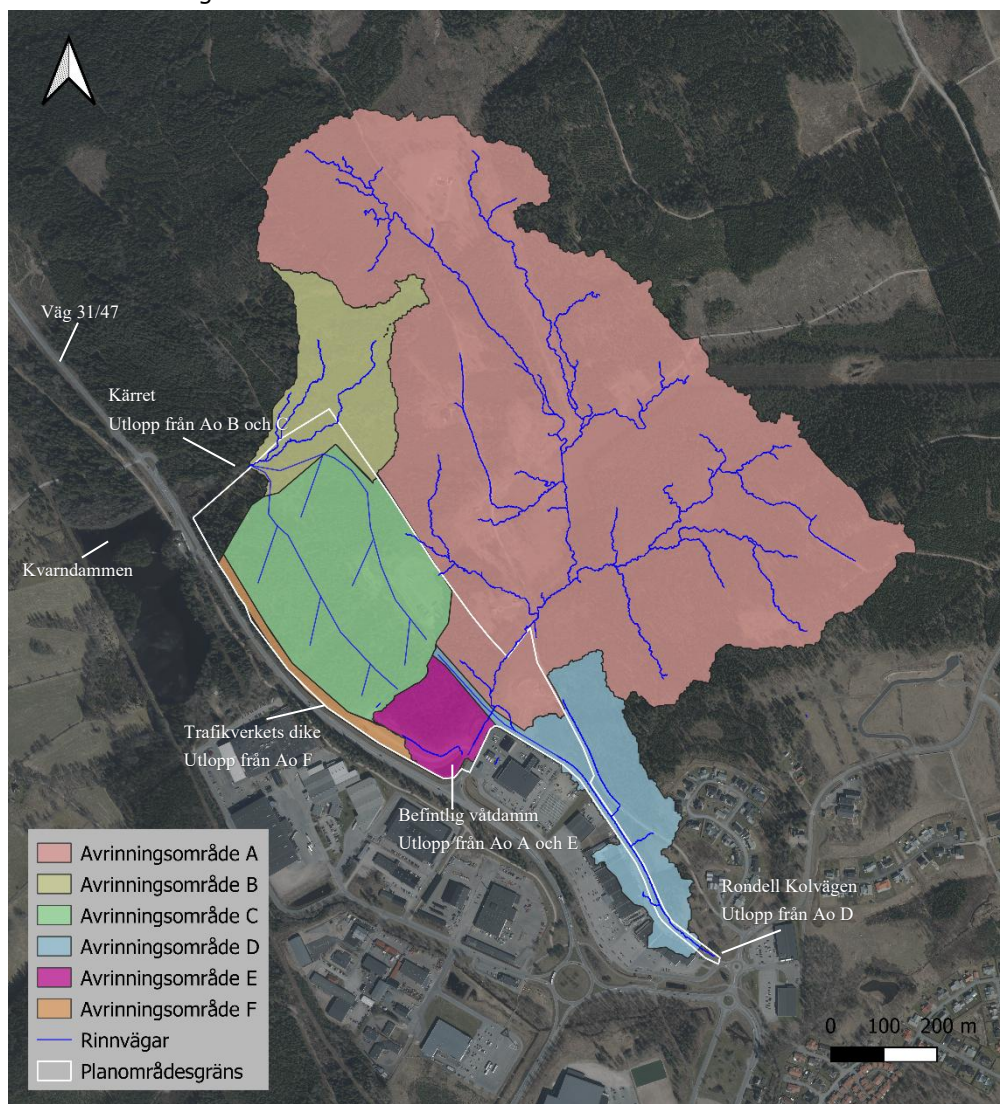 Väg 31/47
Kärret
Utlopp från Ao B och C
Kvarndammen
Trafikverkets dike
Utlopp från Ao F
Befintlig våtdamm
Utlopp från Ao A och E
Rondell Kolvägen
Utlopp från Ao D
Avrinningsområde A
Avrinningsområde B
Avrinningsområde C
Avrinningsområde D
Avrinningsområde E
Avrinningsområde F
Rinnvägar
Planområdesgräns
0 100 200 m